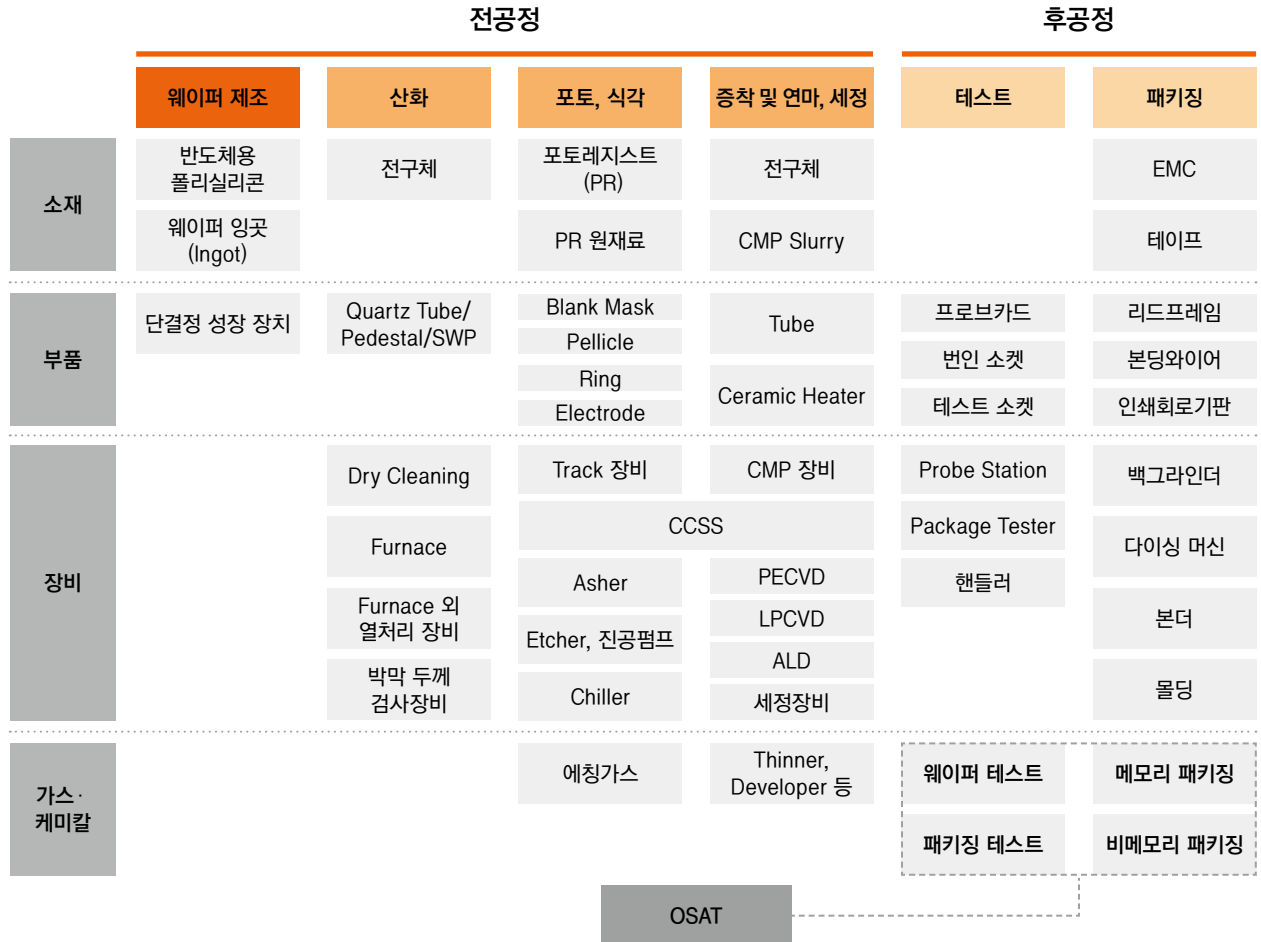 전공정
후공정
웨이퍼 제조
산화
포토, 식각
증착 및 연마, 세정
테스트
패키징
소재
반도체용
폴리실리콘
전구체
포토레지스트
(PR)
전구체
EMC
웨이퍼 잉곳
(Ingot)
PR 원재료
CMP Slurry
테이프
부품
단결정 성장 장치
Quartz Tube/
Pedestal/SWP
Blank Mask
Pellicle
Ring
Electrode
Tube
Ceramic Heater
프로브카드
번인 소켓
테스트 소켓
리드프레임
본딩와이어
인쇄회로기판
장비
Dry Cleaning
Furnace
Furnace 외
열처리 장비
박막 두께
검사장비
Track 장비
CMP 장비
CCSS
Asher
Etcher, 진공펌프
Chiller
PECVD
LPCVD
ALD
세정장비
Probe Station
Package Tester
핸들러
백그라인더
다이싱 머신
본더
몰딩
가스·
케미칼
에칭가스
Thinner,
Developer 등
웨이퍼 테스트
메모리 패키징
패키징 테스트
비메모리 패키징
OSAT